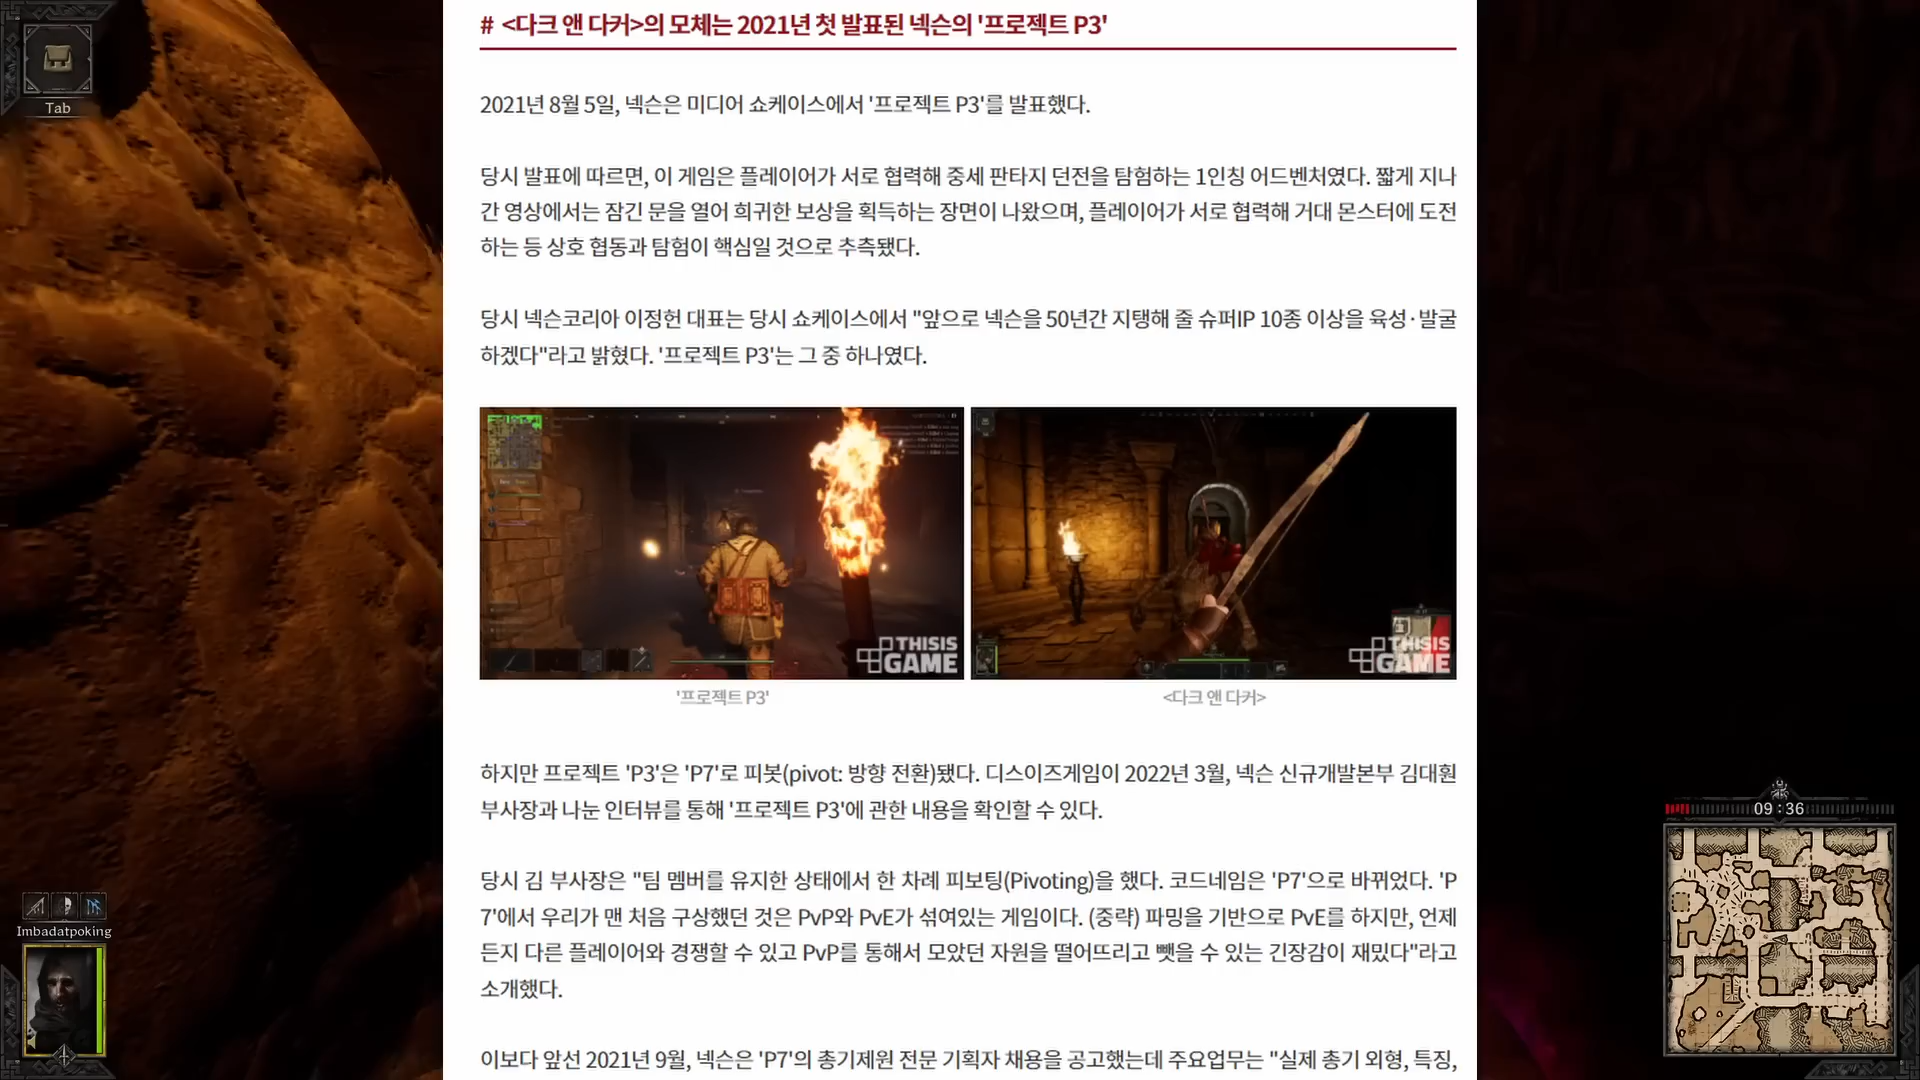 Tab
# <다크 앤 다커>의 모체는 2021년 첫 발표된 넥슨의 '프로젝트 P3'
2021년 8월 5일, 넥슨은 미디어 쇼케이스에서 '프로젝트 P3'를 발표했다.
당시 발표에 따르면, 이 게임은 플레이어가 서로 협력해 중세 판타지 던전을 탐험하는 1인칭 어드벤처였다. 짧게 지나
간 영상에서는 잠긴 문을 열어 희귀한 보상을 획득하는 장면이 나왔으며, 플레이어가 서로 협력해 거대 몬스터에 도전
하는 등 상호 협동과 탐험이 핵심일 것으로 추측됐다.
당시 넥슨코리아 이정헌 대표는 당시 쇼케이스에서 "앞으로 넥슨을 50년간 지탱해 줄 슈퍼IP 10종 이상을 육성·발굴
하겠다"라고 밝혔다. '프로젝트 P3'는 그 중 하나였다.
THISIS
GAME
THISIS
GAME
'프로젝트 P3'
<다크 앤 다커>
하지만 프로젝트 'P3'은 'P7'로 피봇(pivot: 방향 전환)됐다. 디스이즈게임이 2022년 3월, 넥슨 신규개발본부 김대훤
부사장과 나눈 인터뷰를 통해 '프로젝트 P3'에 관한 내용을 확인할 수 있다.
당시 김 부사장은 "팀 멤버를 유지한 상태에서 한 차례 피보팅(Pivoting)을 했다. 코드네임은 'P7'으로 바뀌었다. 'P
7'에서 우리가 맨 처음 구상했던 것은 PvP와 PvE가 섞여있는 게임이다. (중략) 파밍을 기반으로 PvE를 하지만, 언제
든지 다른 플레이어와 경쟁할 수 있고 PvP를 통해서 모았던 자원을 떨어뜨리고 뺏을 수 있는 긴장감이 재밌다"라고
소개했다.
이보다 앞선 2021년 9월, 넥슨은 'P7'의 총기제원 전문 기획자 채용을 공고했는데 주요업무는 "실제 총기 외형, 특징,
Imbadatpoking
09:36